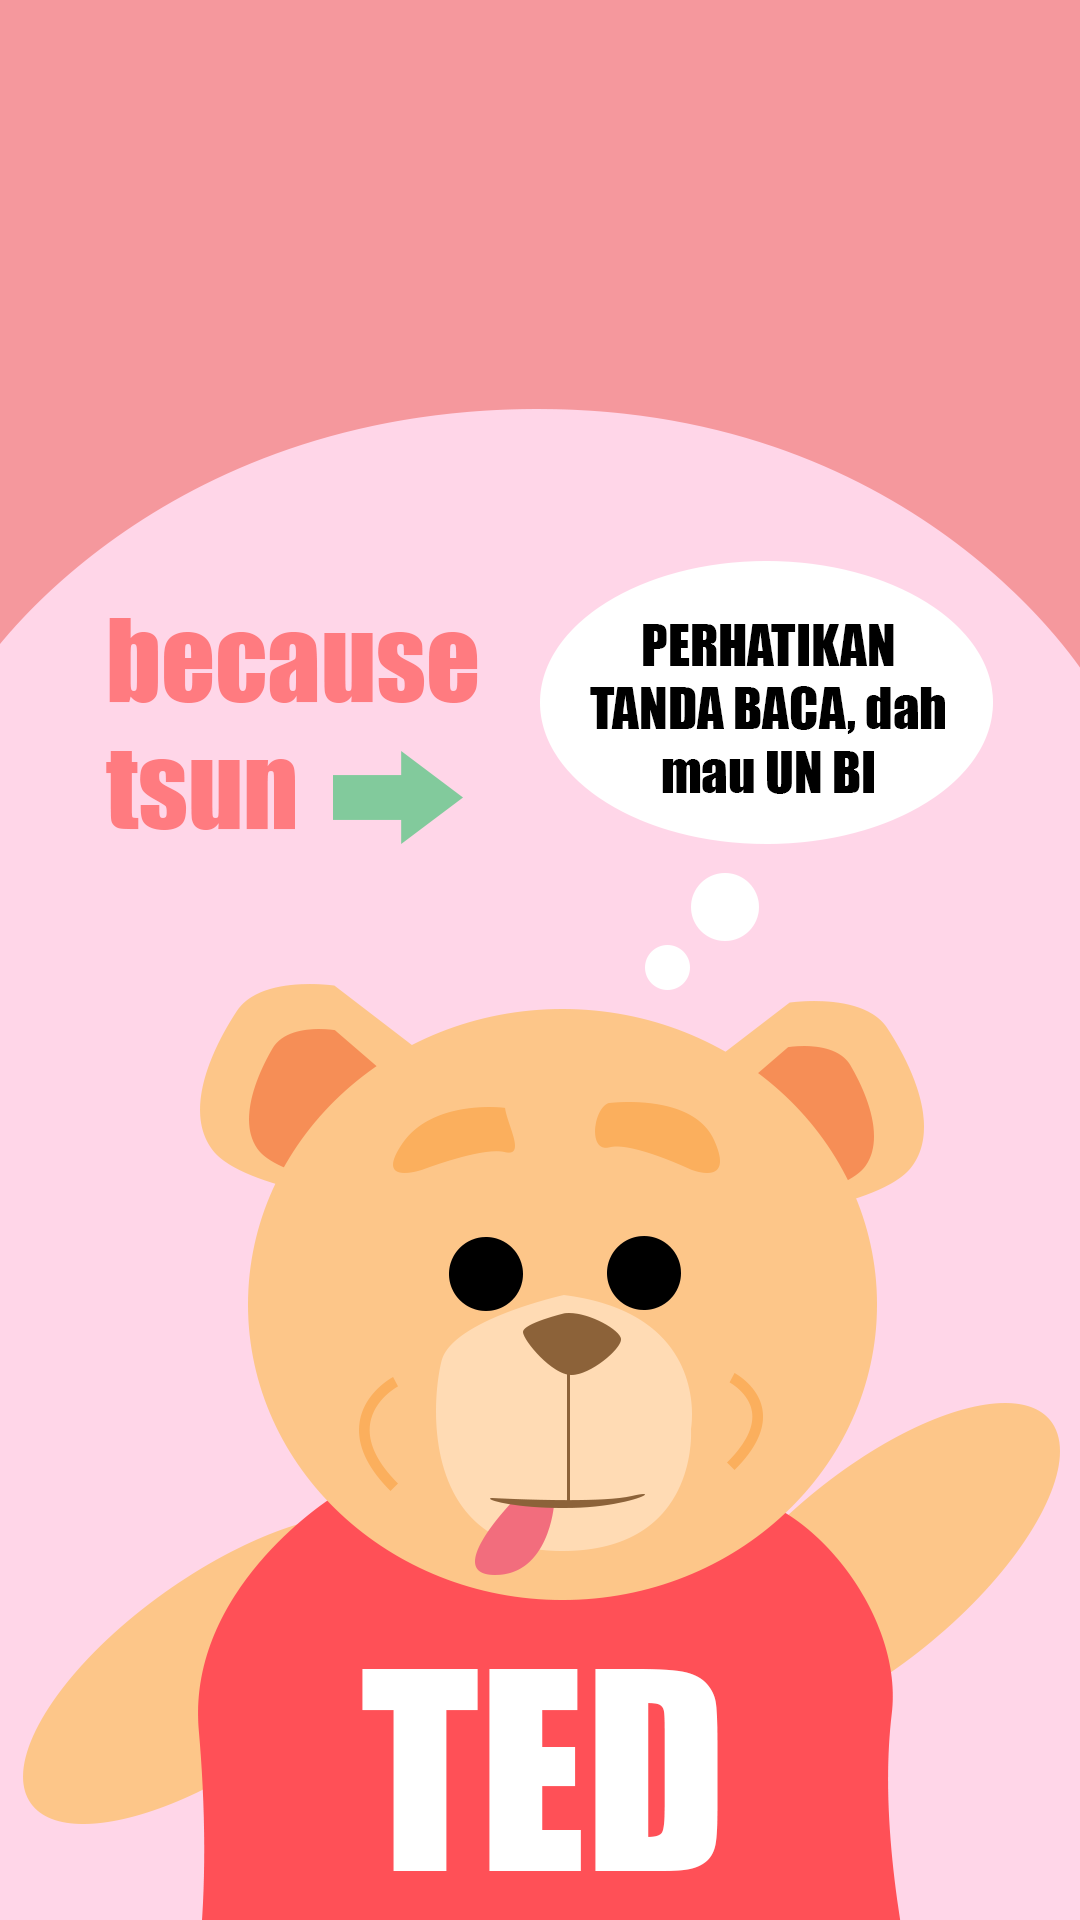 because
tsun
PERHATIKAN
TANDA BACA, dah
mau UN BI
TED